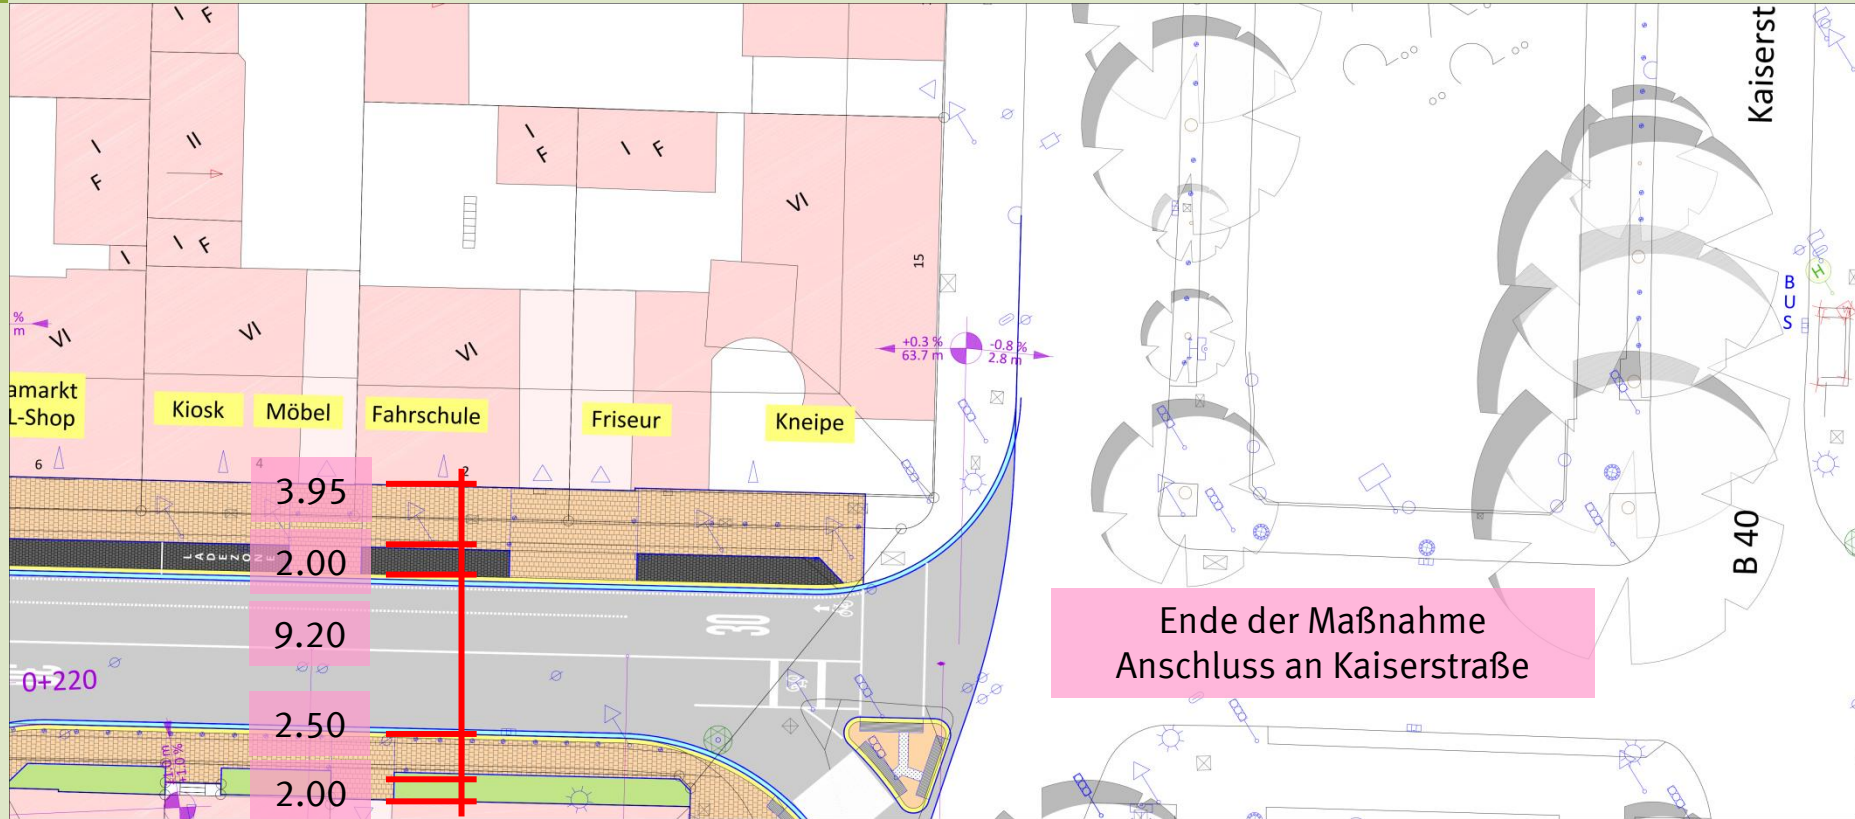 I F
Kaiserst
I
F
II
I
F
I F
VI
I F
I
15
B
U
S
H
%
m
VI
VI
VI
+0.3 %
63.7 m
-0.8 %
2.8 m
amarkt
L-Shop
Kiosk
Möbel
Fahrschule
Friseur
Kneipe
6
4
2
3.95
LADEZONE
2.00
B 40
30
9.20
Ende der Maßnahme
Anschluss an Kaiserstraße
0+220
2.50
+1.0 %
2.00